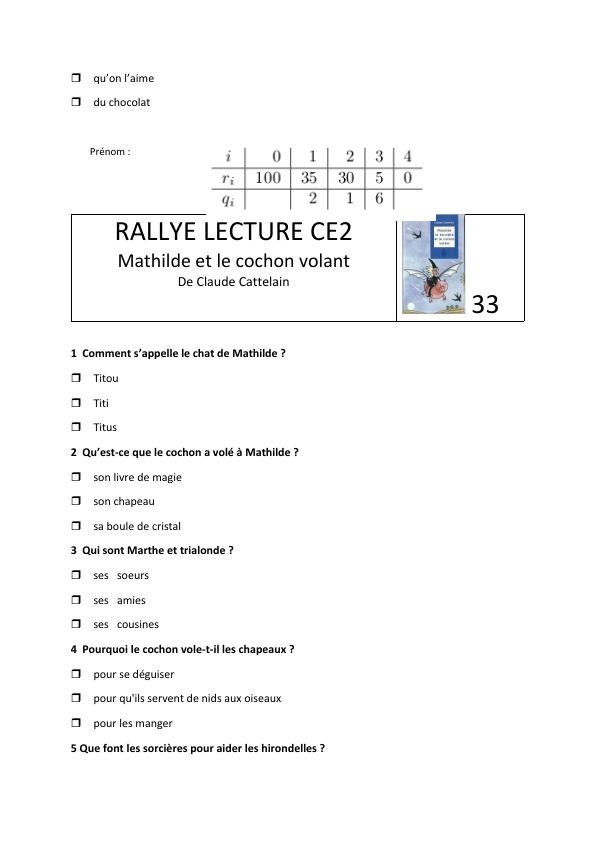 ❒ qu’on l’aime
❒ du chocolat
Prénom :
i 0 1 2 3 4
rᵢ 100 35 30 5 0
qᵢ 2 1 6
RALLYE LECTURE CE2
Mathilde et le cochon volant
De Claude Cattelain
33
1 Comment s’appelle le chat de Mathilde ?
❒ Titou
❒ Titi
❒ Titus
2 Qu’est-ce que le cochon a volé à Mathilde ?
❒ son livre de magie
❒ son chapeau
❒ sa boule de cristal
3 Qui sont Marthe et trialonde ?
❒ ses soeurs
❒ ses amies
❒ ses cousines
4 Pourquoi le cochon vole-t-il les chapeaux ?
❒ pour se déguiser
❒ pour qu'ils servent de nids aux oiseaux
❒ pour les manger
5 Que font les sorcières pour aider les hirondelles ?